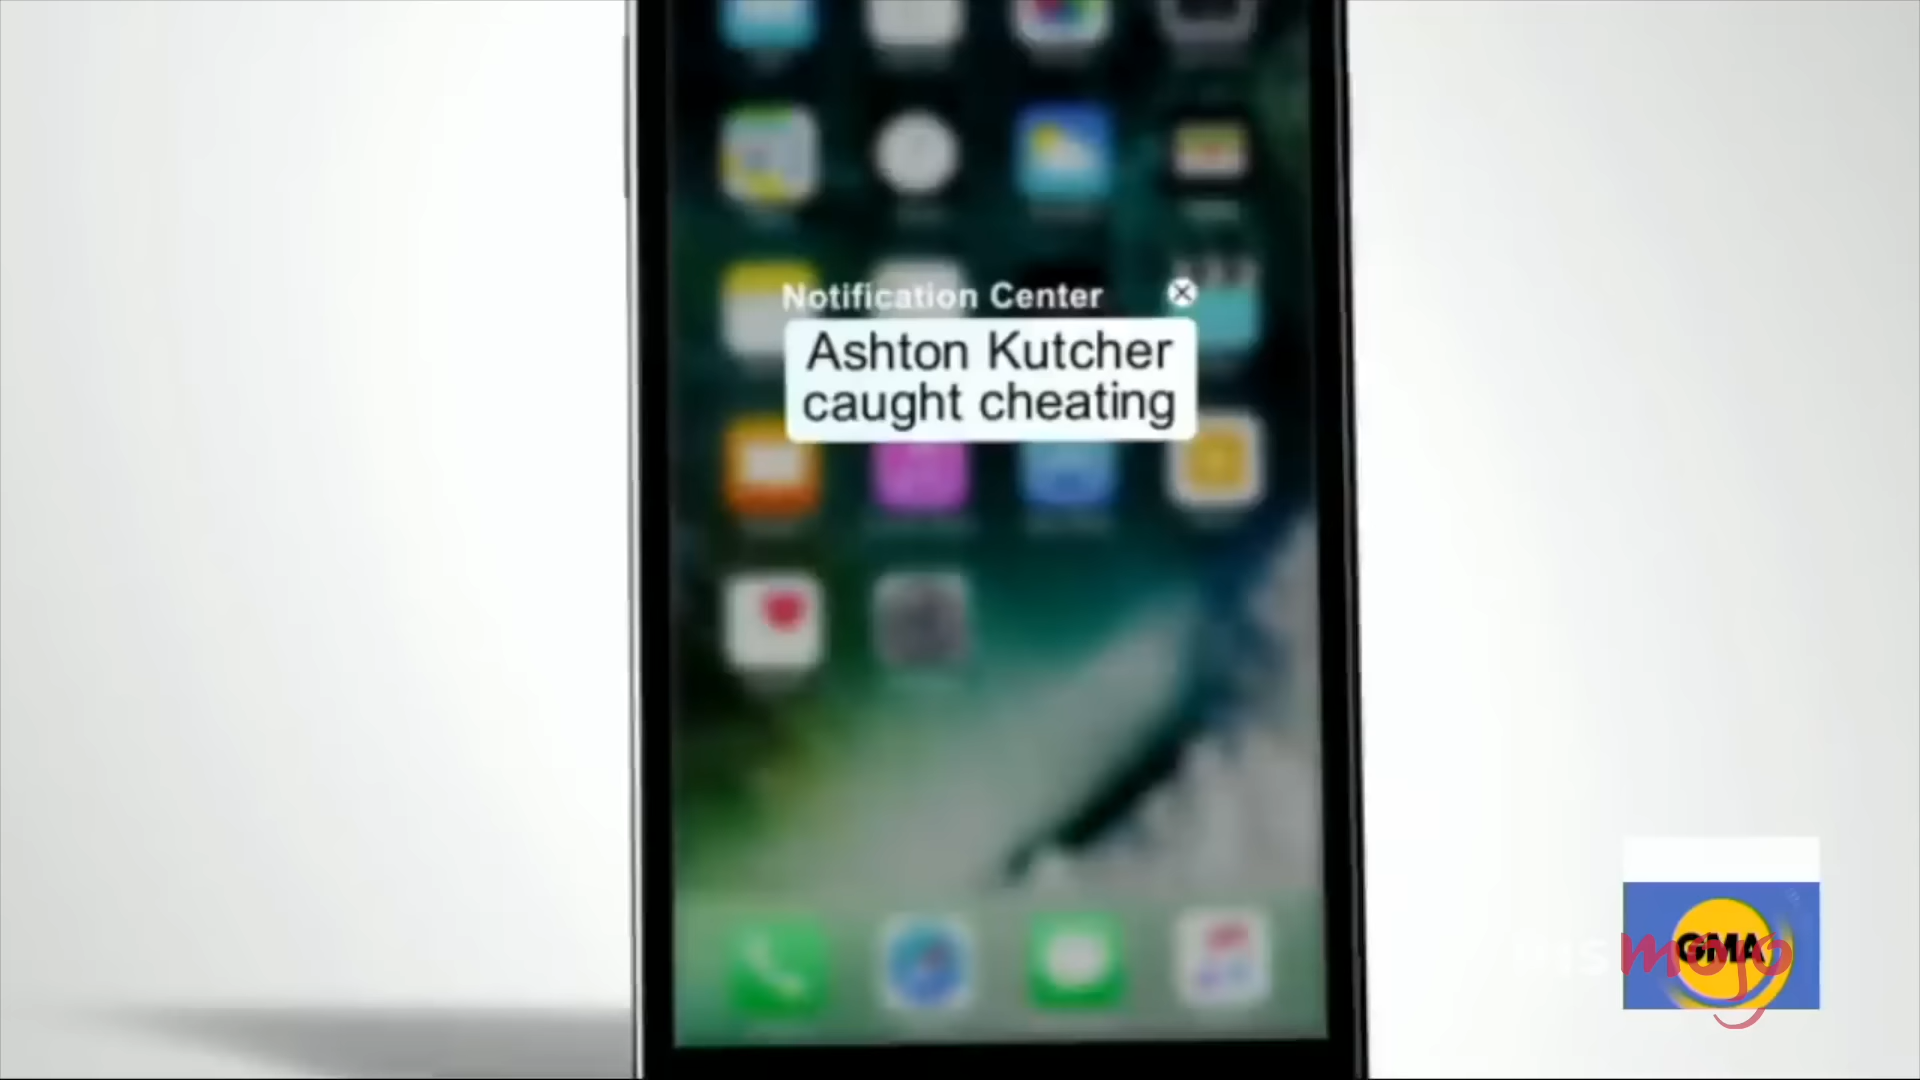 Notification Center
Ashton Kutcher
caught cheating
GMA
mojo